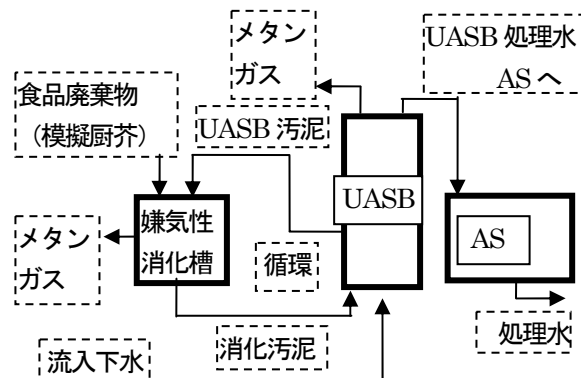 メタン
ガス
UASB 処理水
AS へ
食品廃棄物
（模擬厨芥）
UASB 汚泥
UASB
嫌気性
消化槽
メタン
ガス
循環
AS
消化汚泥
処理水
流入下水